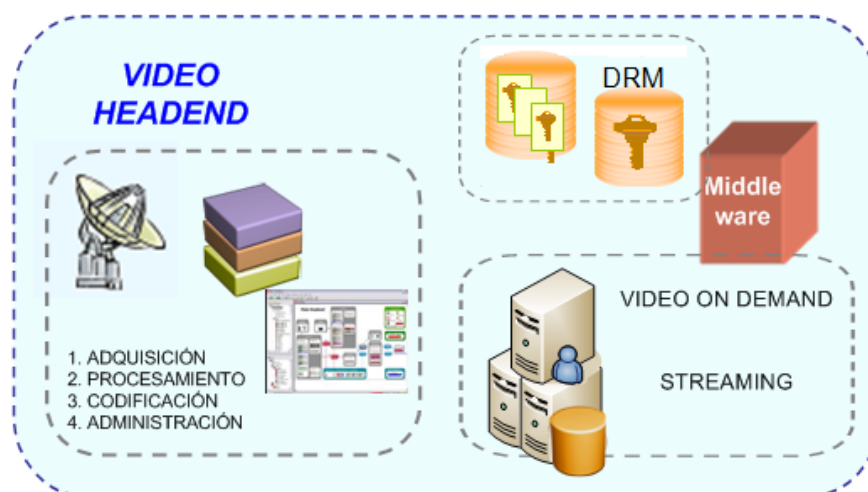 VIDEO
HEADEND
1. ADQUISICIÓN
2. PROCESAMIENTO
3. CODIFICACIÓN
4. ADMINISTRACIÓN
DRM
Middle
ware
VIDEO ON DEMAND
STREAMING